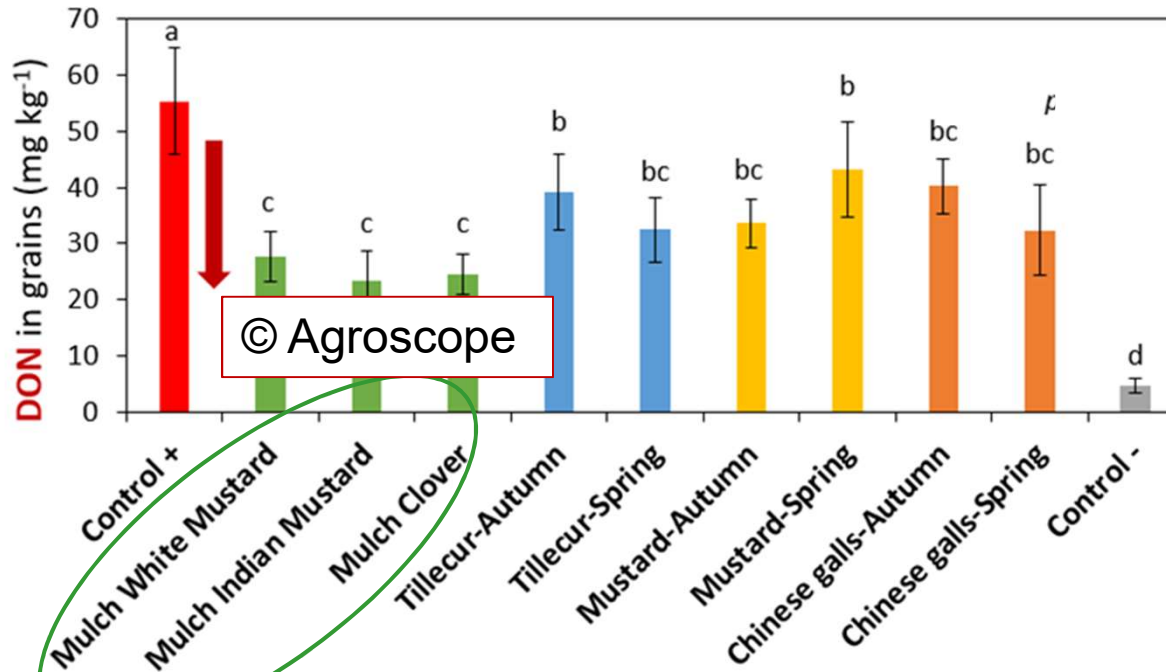 DON in grains (mg kg⁻¹)
70
60
50
40
30
20
10
0
a
c
c
c
b
bc
bc
b
bc
bc
p
d
© Agroscope
Control +
Mulch White Mustard
Mulch Indian Mustard
Mulch Clover
Tillecur-Autumn
Tillecur-Spring
Mustard-Autumn
Mustard-Spring
Chinese galls-Autumn
Chinese galls-Spring
Control -